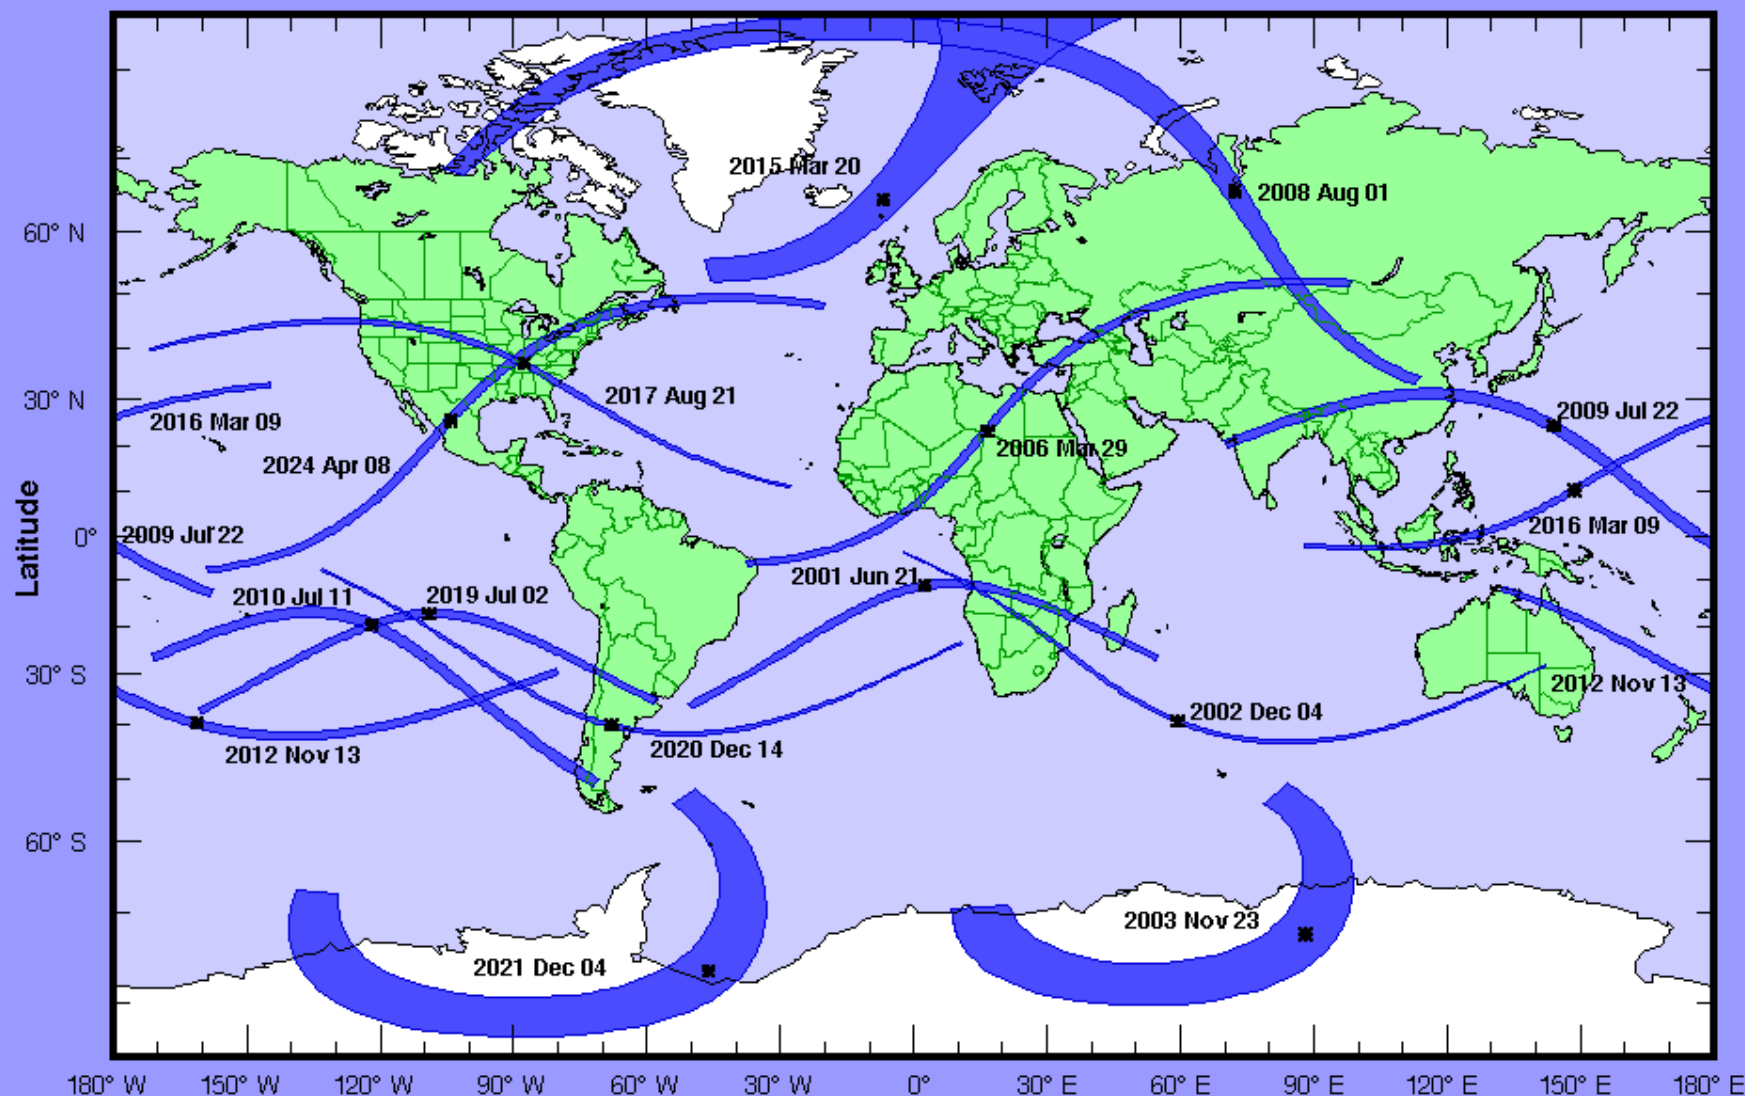 2015 Mar 20
2008 Aug 01
60° N
2017 Aug 21
30° N
2016 Mar 09
2009 Jul 22
2006 Mar 29
2024 Apr 08
2016 Mar 09
2009 Jul 22
0°
Latitude
2001 Jun 21
2010 Jul 11
2019 Jul 02
30° S
2012 Nov 13
2002 Dec 04
2012 Nov 13
2020 Dec 14
60° S
2003 Nov 23
2021 Dec 04
180° W 150° W 120° W 90° W 60° W 30° W 0° 30° E 60° E 90° E 120° E 150° E 180° E